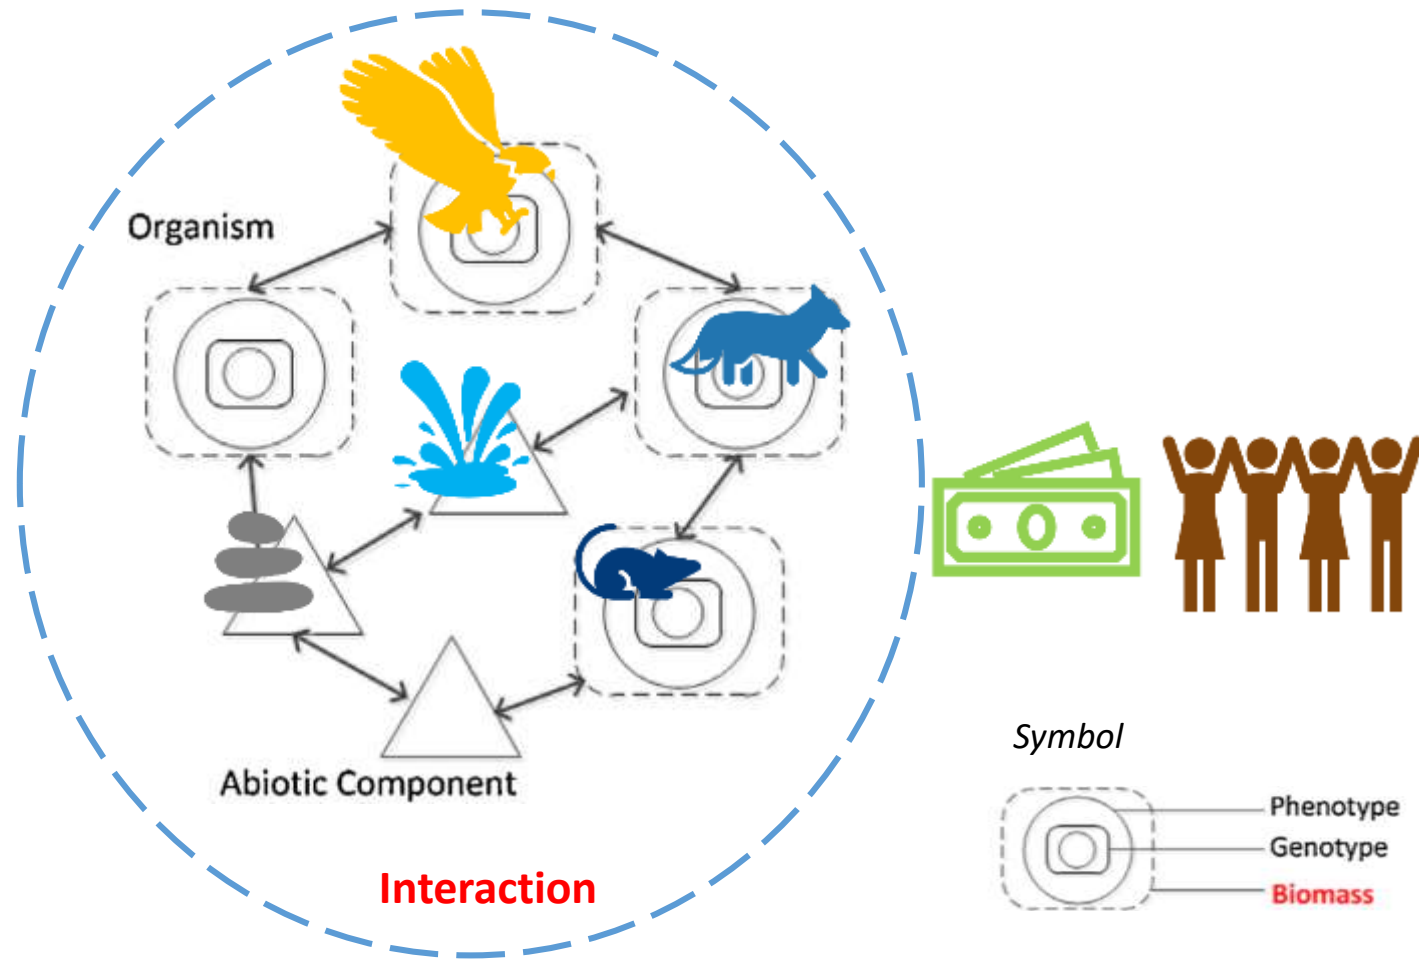 Organism
Abiotic Component
Interaction
Symbol
Phenotype
Genotype
Biomass